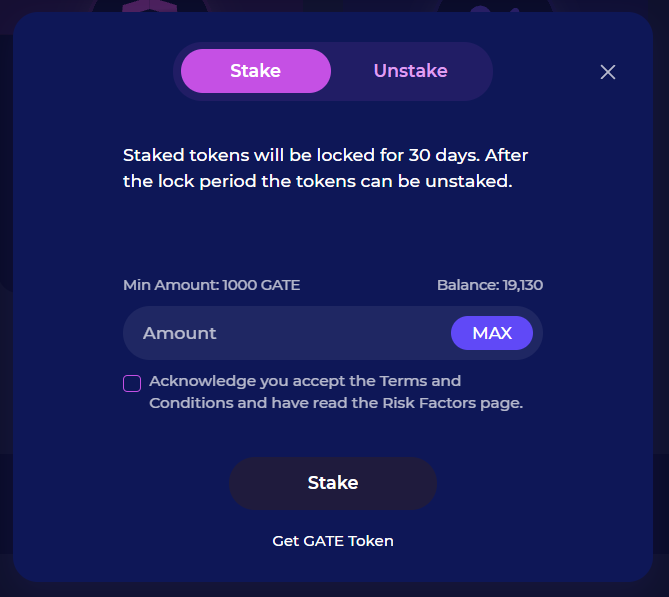 Stake
Unstake
Staked tokens will be locked for 30 days. After
the lock period the tokens can be unstaked.
Min Amount: 1000 GATE
Balance: 19,130
Amount
MAX
Acknowledge you accept the Terms and
Conditions and have read the Risk Factors page.
Stake
Get GATE Token